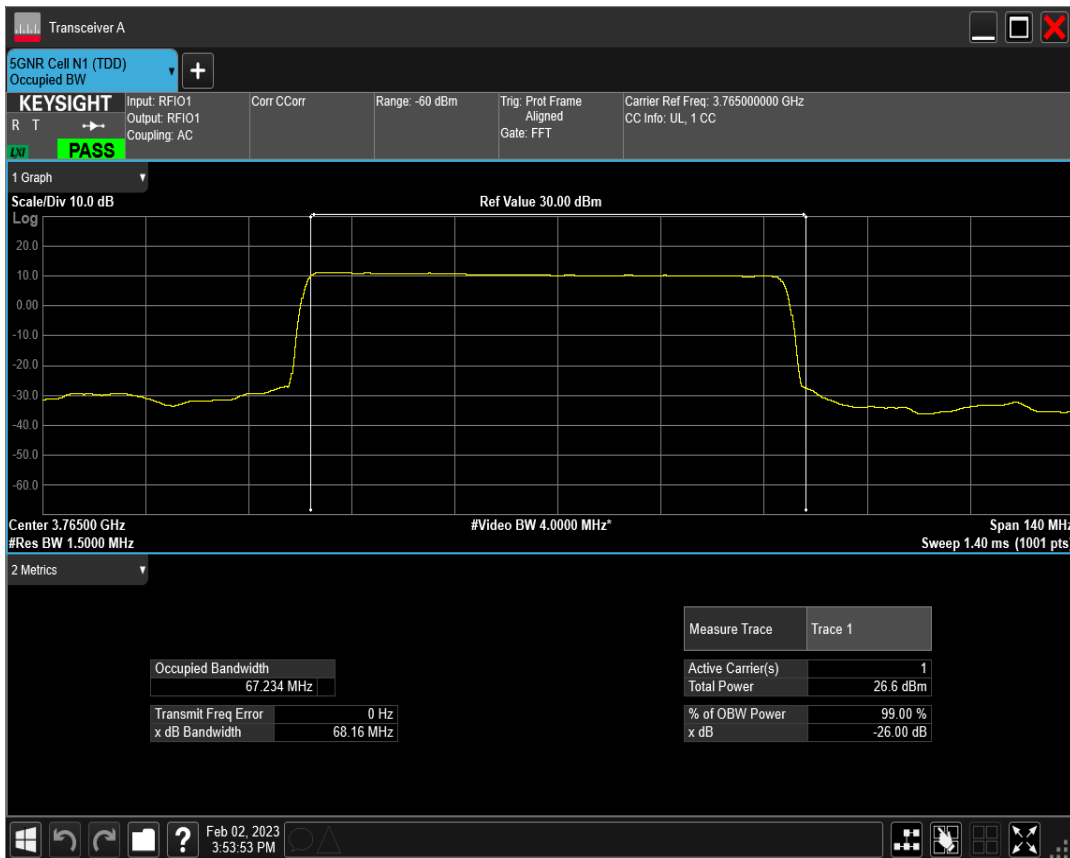 Transceiver A
5GNR Cell N1 (TDD)
Occupied BW
+
KEYSIGHT
R T
LXI
PASS
Input: RFIO1
Output: RFIO1
Coupling: AC
Corr CCorr
Range: -60 dBm
Trig: Prot Frame
Aligned
Gate: FFT
Carrier Ref Freq: 3.765000000 GHz
CC Info: UL, 1 CC
1 Graph
Scale/Div 10.0 dB
Ref Value 30.00 dBm
Log
20.0
10.0
0.00
-10.0
-20.0
-30.0
-40.0
-50.0
-60.0
Center 3.76500 GHz
#Video BW 4.0000 MHz*
Span 140 MHz
#Res BW 1.5000 MHz
Sweep 1.40 ms (1001 pts)
2 Metrics
Measure Trace Trace 1
Occupied Bandwidth
67.234 MHz
Active Carrier(s) 1
Total Power 26.6 dBm
Transmit Freq Error 0 Hz
x dB Bandwidth 68.16 MHz
% of OBW Power 99.00 %
x dB -26.00 dB
?
Feb 02, 2023
3:53:53 PM